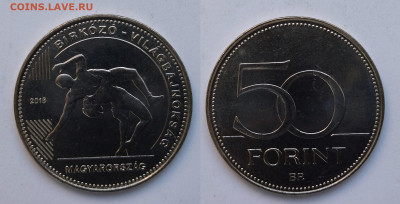 COINS.LAVE.RU
BIRKÓZÓ - VILÁGBAJNOKSÁG
2018
MAGYARORSZÁG
50
FORINT
BP.